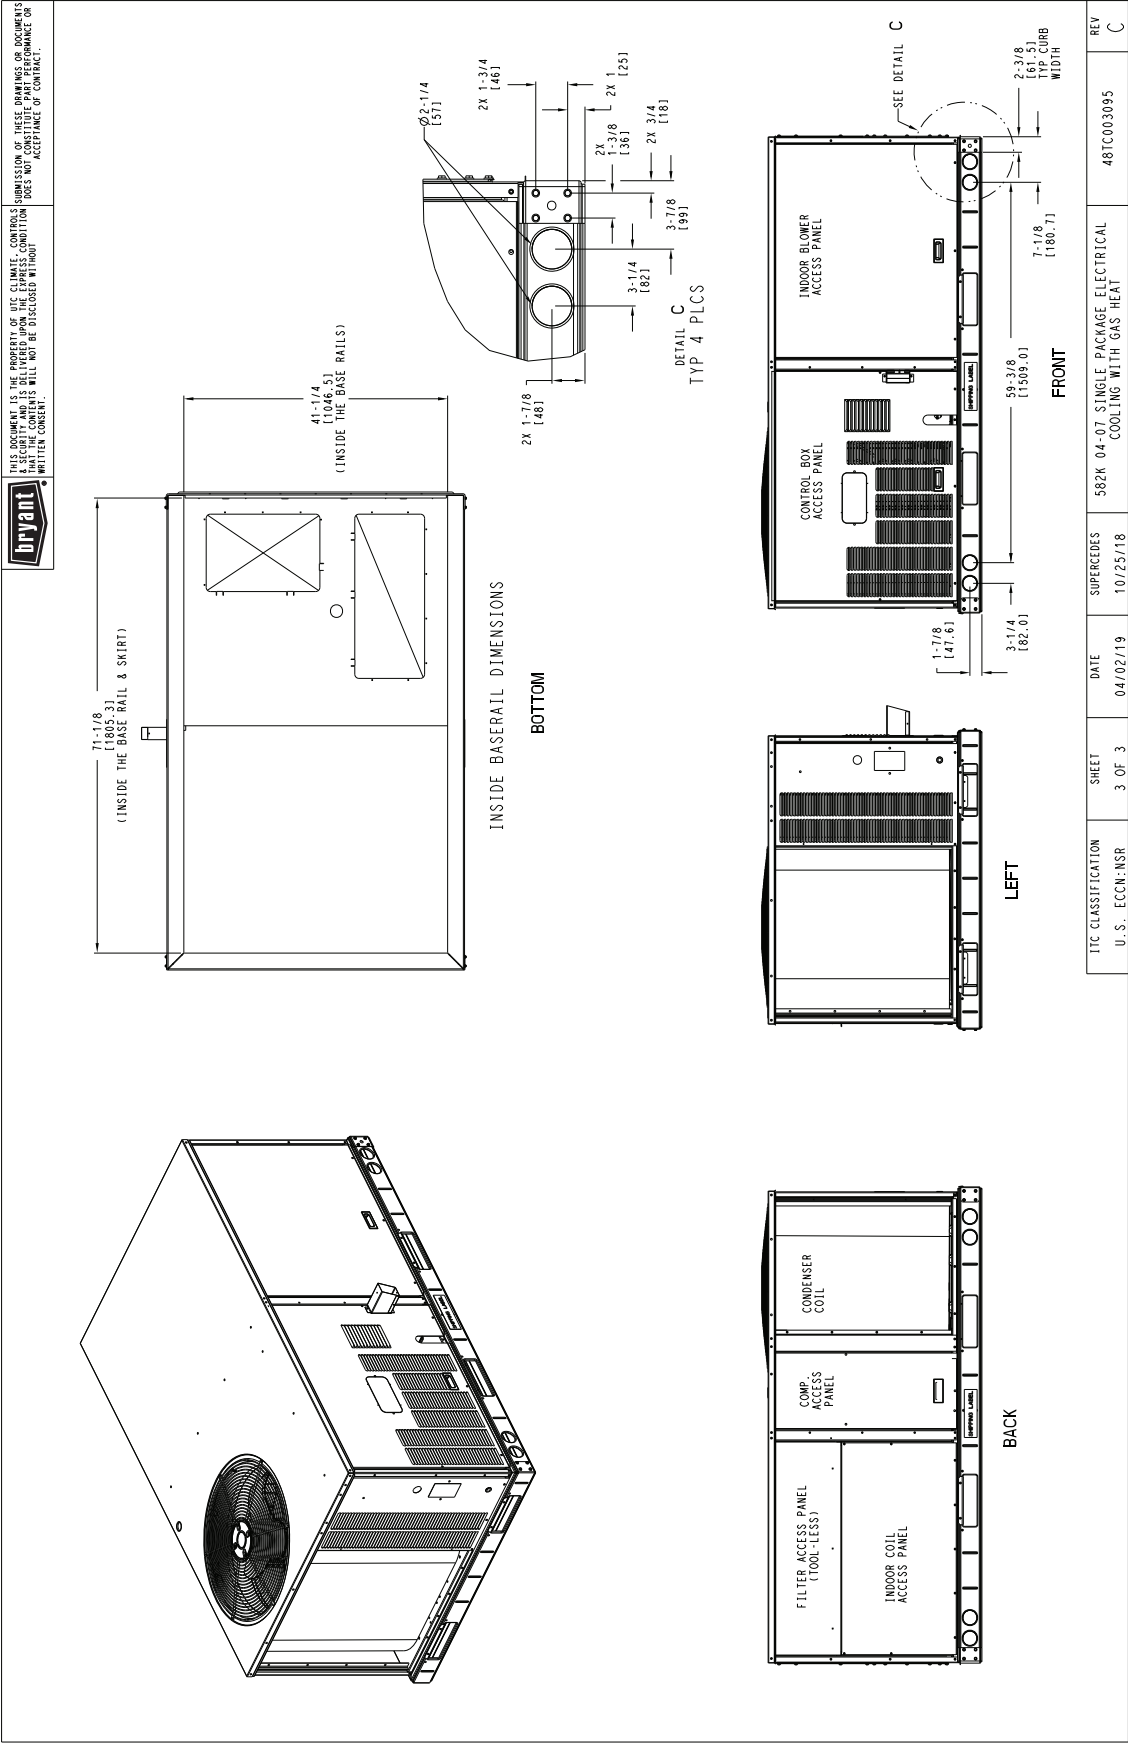 bryant
THIS DOCUMENT IS THE PROPERTY OF UTC CLIMATE, CONTROLS
& SECURITY AND IS DELIVERED UPON THE EXPRESS CONDITION
THAT THE CONTENTS WILL NOT BE DISCLOSED WITHOUT
WRITTEN CONSENT.
SUBMISSION OF THESE DRAWINGS OR DOCUMENTS
DOES NOT CONSTITUTE PART PERFORMANCE OR
ACCEPTANCE OF CONTRACT.
71-1/8
[1805.3]
(INSIDE THE BASE RAIL & SKIRT)
41-1/4
[1046.5]
(INSIDE THE BASE RAILS)
INSIDE BASERAIL DIMENSIONS
BOTTOM
Ø2-1/4
[57]
2X 1-3/4
[46]
2X 1
[25]
2X
1-3/8
[36]
2X 3/4
[18]
3-7/8
[99]
3-1/4
[82]
2X 1-7/8
[48]
DETAIL C
TYP 4 PLCS
FILTER ACCESS PANEL
(TOOL-LESS)
INDOOR COIL
ACCESS PANEL
COMP.
ACCESS
PANEL
CONDENSER
COIL
SHIPPING LABEL
BACK
LEFT
CONTROL BOX
ACCESS PANEL
INDOOR BLOWER
ACCESS PANEL
SHIPPING LABEL
SEE DETAIL C
2-3/8
[61.5]
TYP CURB
WIDTH
7-1/8
[180.7]
59-3/8
[1509.0]
1-7/8
[47.6]
3-1/4
[82.0]
FRONT
ITC CLASSIFICATION
U.S. ECCN:NSR
SHEET
3 OF 3
DATE
04/02/19
SUPERCEDES
10/25/18
582K 04-07 SINGLE PACKAGE ELECTRICAL
COOLING WITH GAS HEAT
48TC003095
REV
C